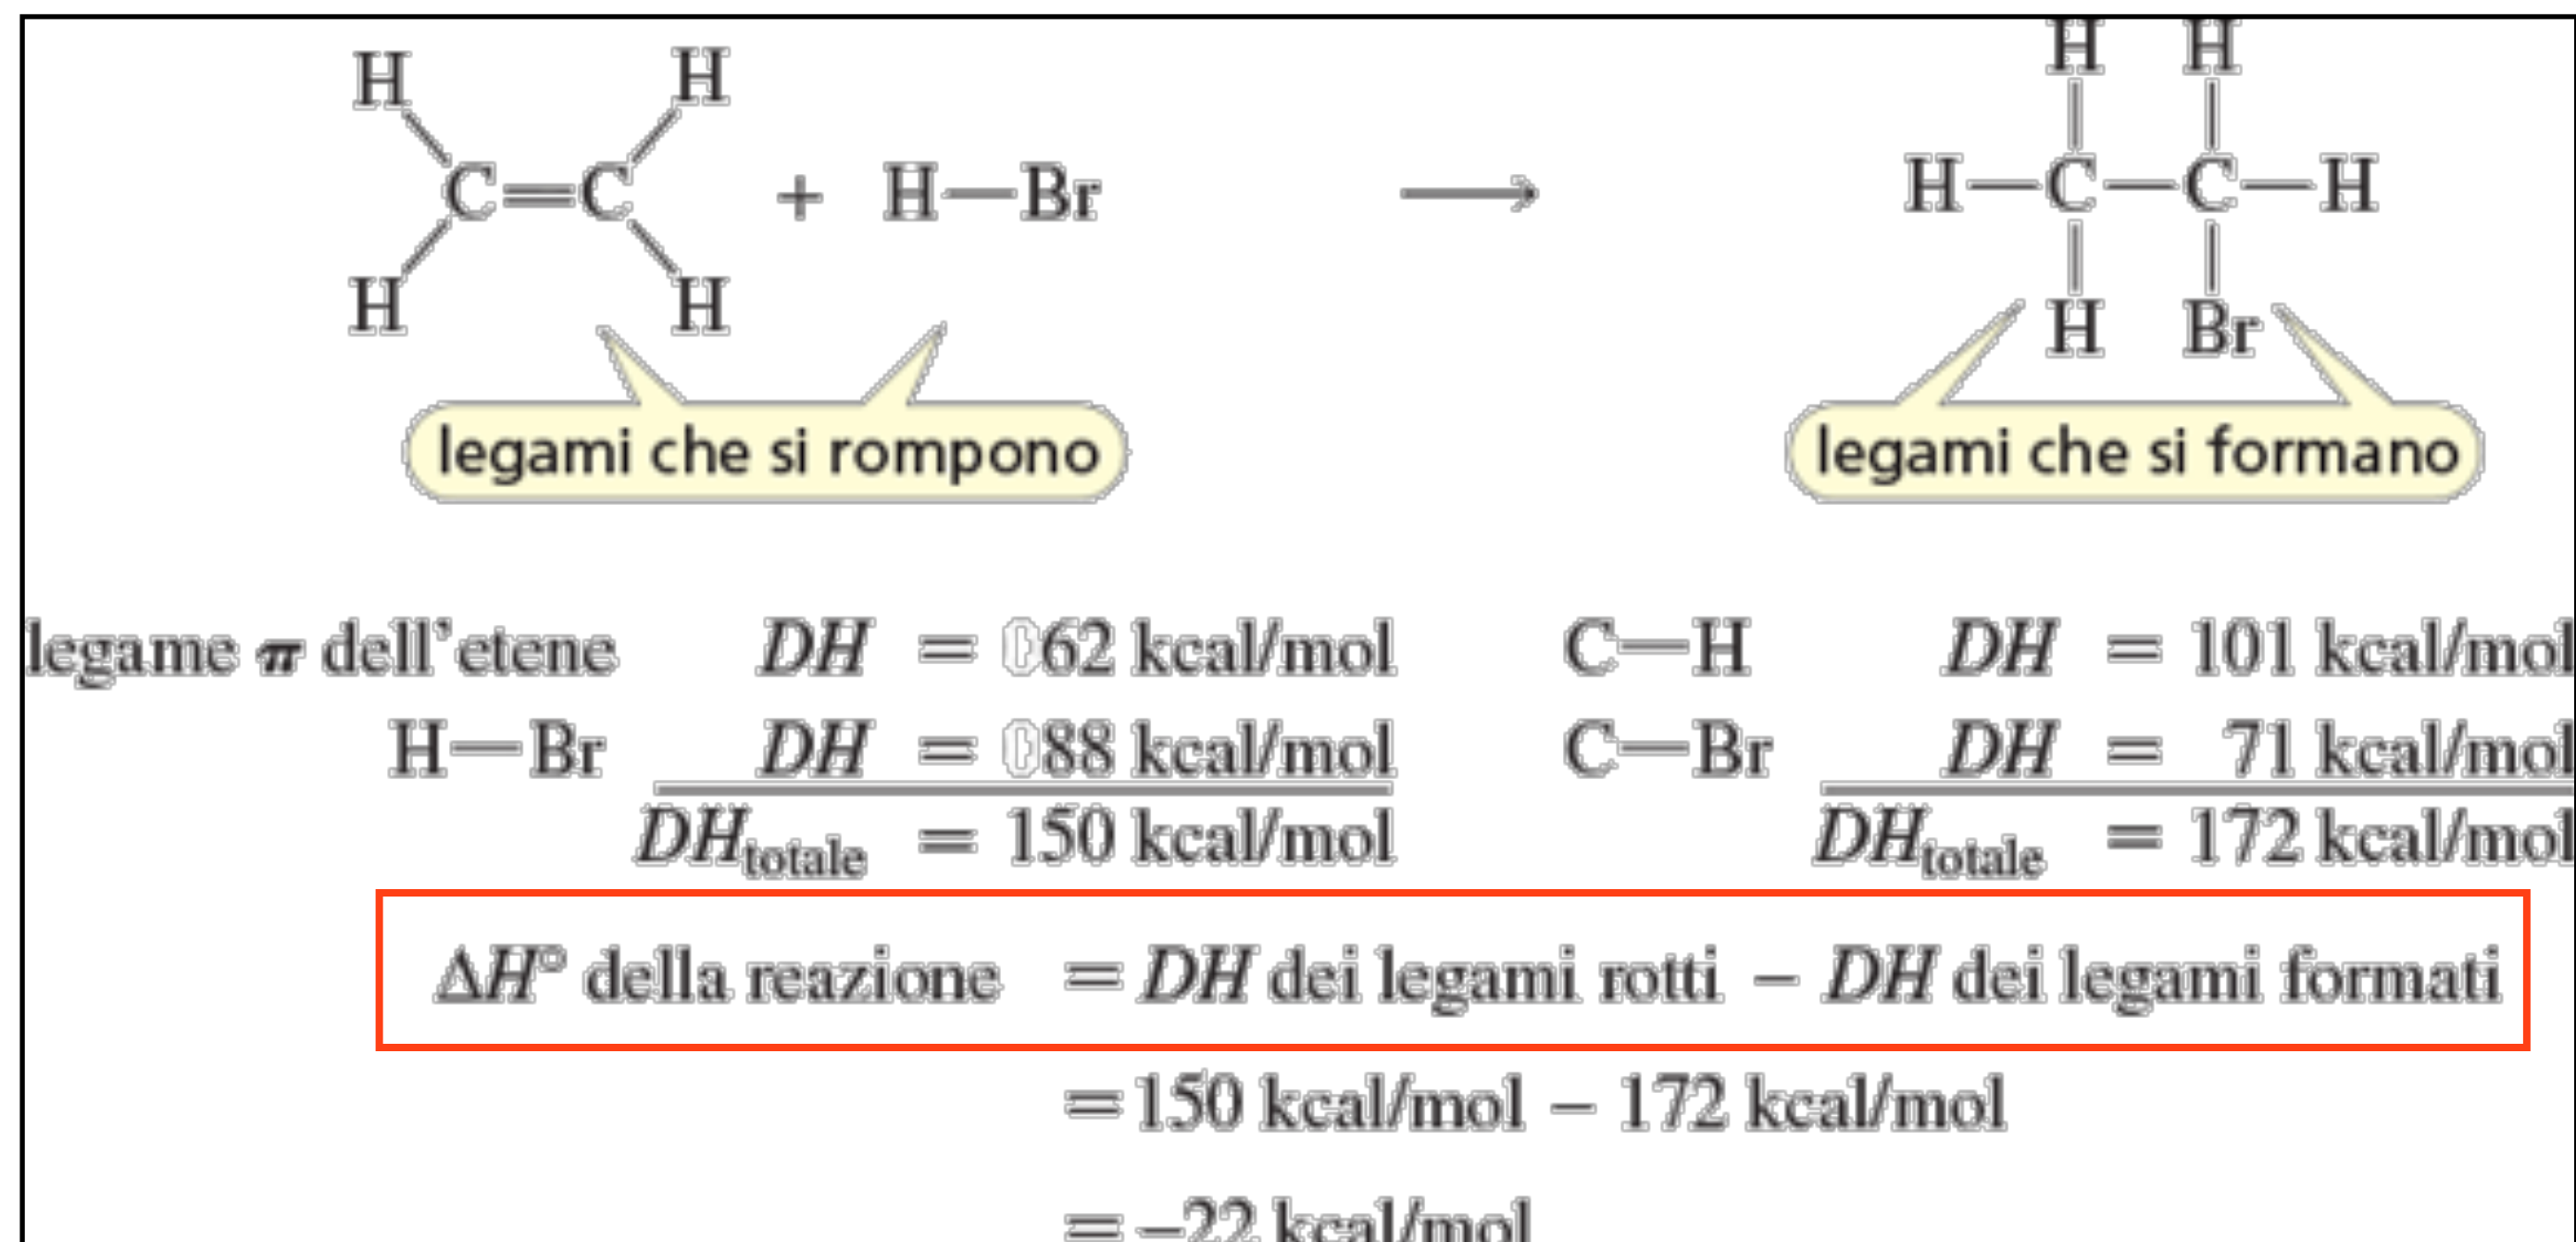 H H H H
C=C + H—Br ⟶ H—C—C—H
H H H Br
legami che si rompono legami che si formano
legame π dell'etene DH = 62 kcal/mol C—H DH = 101 kcal/mol
H—Br DH = 88 kcal/mol C—Br DH = 71 kcal/mol
DHtotale = 150 kcal/mol DHtotale = 172 kcal/mol
ΔH° della reazione = DH dei legami rotti − DH dei legami formati
= 150 kcal/mol − 172 kcal/mol
= −22 kcal/mol